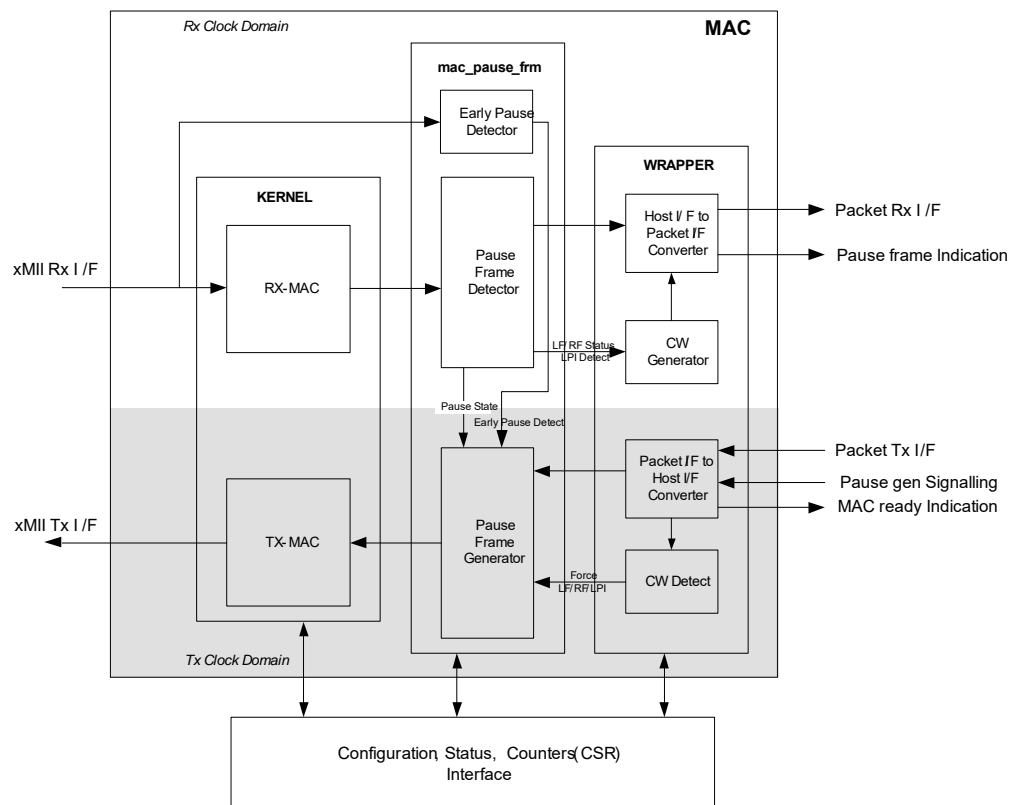 Rx Clock Domain
MAC
mac_pause_frm
Early Pause
Detector
WRAPPER
KERNEL
Host I/ F to
Packet I/F
Converter
Packet Rx I /F
Pause frame Indication
xMII Rx I /F
RX-MAC
Pause
Frame
Detector
LF/ RF Status
LPI Detect
CW
Generator
Pause State
Early Pause Detect
Packet I/F to
Host I/F
Converter
Packet Tx I/F
Pause gen Signalling
MAC ready Indication
xMII Tx I /F
TX-MAC
Pause
Frame
Generator
Force
LF/ RF/ LPI
CW Detect
Tx Clock Domain
Configuration, Status, Counters(CSR)
Interface